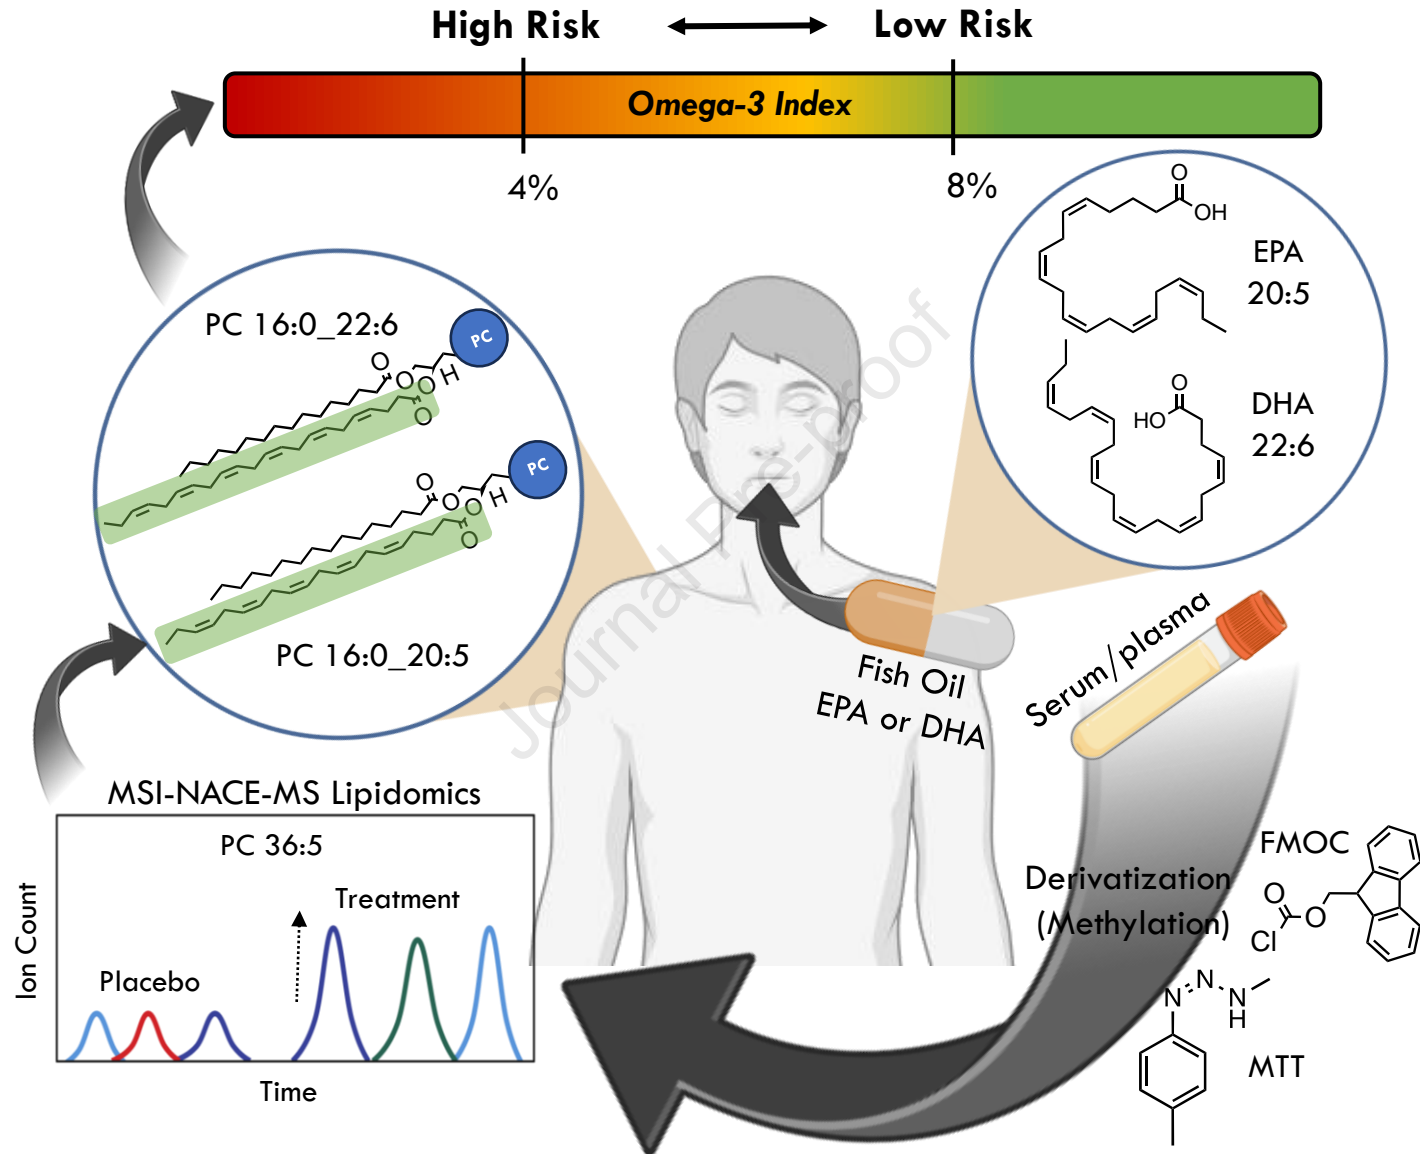 High Risk
Low Risk
Omega-3 Index
4%
8%
O
OH
EPA
20:5
O
HO
DHA
22:6
PC 16:0_22:6
PC
O
O
O
H
O
PC
O
O
O
H
O
PC 16:0_20:5
Journal Pre-proof
Fish Oil
EPA or DHA
Serum/plasma
MSI-NACE-MS Lipidomics
PC 36:5
Treatment
Placebo
Ion Count
Time
Derivatization
(Methylation)
FMOC
O
O
Cl
N
N
N
H
MTT